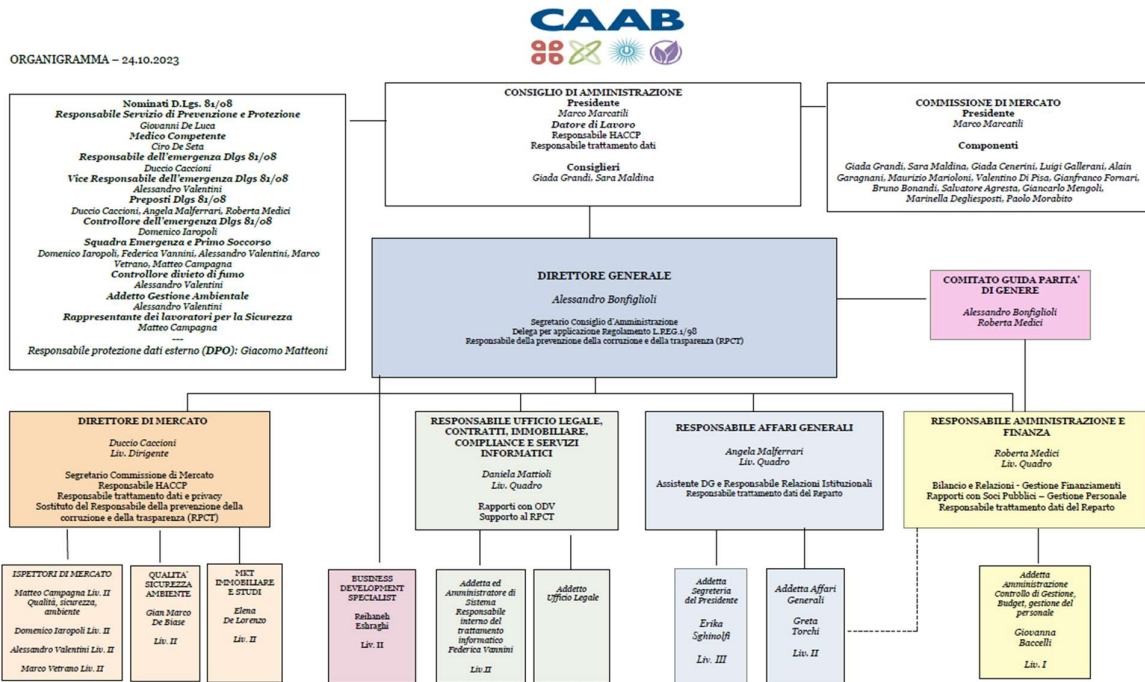 CAAB
ORGANIGRAMMA – 24.10.2023
Nominati D.Lgs. 81/08
Responsabile Servizio di Prevenzione e Protezione
Giovanni De Luca
Medico Competente
Ciro De Seta
Responsabile dell'emergenza Dlgs 81/08
Duccio Caccioni
Vice Responsabile dell'emergenza Dlgs 81/08
Alessandro Valentini
Preposti Dlgs 81/08
Duccio Caccioni, Angela Malferrari, Roberta Medici
Controllore dell'emergenza Dlgs 81/08
Domenico Iaropoli
Squadra Emergenza e Primo Soccorso
Domenico Iaropoli, Federica Vannini, Alessandro Valentini, Marco
Vetrano, Matteo Campagna
Controllore divieto di fumo
Alessandro Valentini
Addetto Gestione Ambientale
Alessandro Valentini
Rappresentante dei lavoratori per la Sicurezza
Matteo Campagna
---
Responsabile protezione dati esterno (DPO): Giacomo Matteoni
CONSIGLIO DI AMMINISTRAZIONE
Presidente
Marco Marcatili
Datore di Lavoro
Responsabile HACCP
Responsabile trattamento dati
Consiglieri
Giada Grandi, Sara Maldina
COMMISSIONE DI MERCATO
Presidente
Marco Marcatili
Componenti
Giada Grandi, Sara Maldina, Giada Cenerini, Luigi Gallerani, Alain
Garagnani, Maurizio Marioloni, Valentino Di Pisa, Gianfranco Fornari,
Bruno Bonandi, Salvatore Agresta, Giancarlo Mengoli,
Marinella Degliesposti, Paolo Morabito
DIRETTORE GENERALE
Alessandro Bonfiglioli
Segretario Consiglio d'Amministrazione
Delega per applicazione Regolamento L.REG.1/98
Responsabile della prevenzione della corruzione e della trasparenza (RPCT)
COMITATO GUIDA PARITA'
DI GENERE
Alessandro Bonfiglioli
Roberta Medici
DIRETTORE DI MERCATO
Duccio Caccioni
Liv. Dirigente
Segretario Commissione di Mercato
Responsabile HACCP
Responsabile trattamento dati e privacy
Sostituto del Responsabile della prevenzione della
corruzione e della trasparenza (RPCT)
RESPONSABILE UFFICIO LEGALE,
CONTRATTI, IMMOBILIARE,
COMPLIANCE E SERVIZI
INFORMATICI
Daniela Mattioli
Liv. Quadro
Rapporti con ODV
Supporto al RPCT
RESPONSABILE AFFARI GENERALI
Angela Malferrari
Liv. Quadro
Assistente DG e Responsabile Relazioni Istituzionali
Responsabile trattamento dati del Reparto
RESPONSABILE AMMINISTRAZIONE E
FINANZA
Roberta Medici
Liv. Quadro
Bilancio e Relazioni - Gestione Finanziamenti
Rapporti con Soci Pubblici – Gestione Personale
Responsabile trattamento dati del Reparto
ISPETTORI DI MERCATO
Matteo Campagna Liv. II
Qualità, sicurezza,
ambiente
Domenico Iaropoli Liv. II
Alessandro Valentini Liv. II
Marco Vetrano Liv. II
QUALITA'
SICUREZZA
AMBIENTE
Gian Marco
De Biase
Liv. II
MKT
IMMOBILIARE
E STUDI
Elena
De Lorenzo
Liv. II
BUSINESS
DEVELOPMENT
SPECIALIST
Reihaneh
Eshraghi
Liv. II
Addetta ed
Amministratore di
Sistema
Responsabile
interno del
trattamento
informatico
Federica Vannini
Liv.II
Addetto
Ufficio Legale
Addetta
Segreteria
del Presidente
Erika
Sghinolfi
Liv. III
Addetta Affari
Generali
Greta
Torchi
Liv. II
Addetta
Amministrazione
Controllo di Gestione,
Budget, gestione del
personale
Giovanna
Baccelli
Liv. I